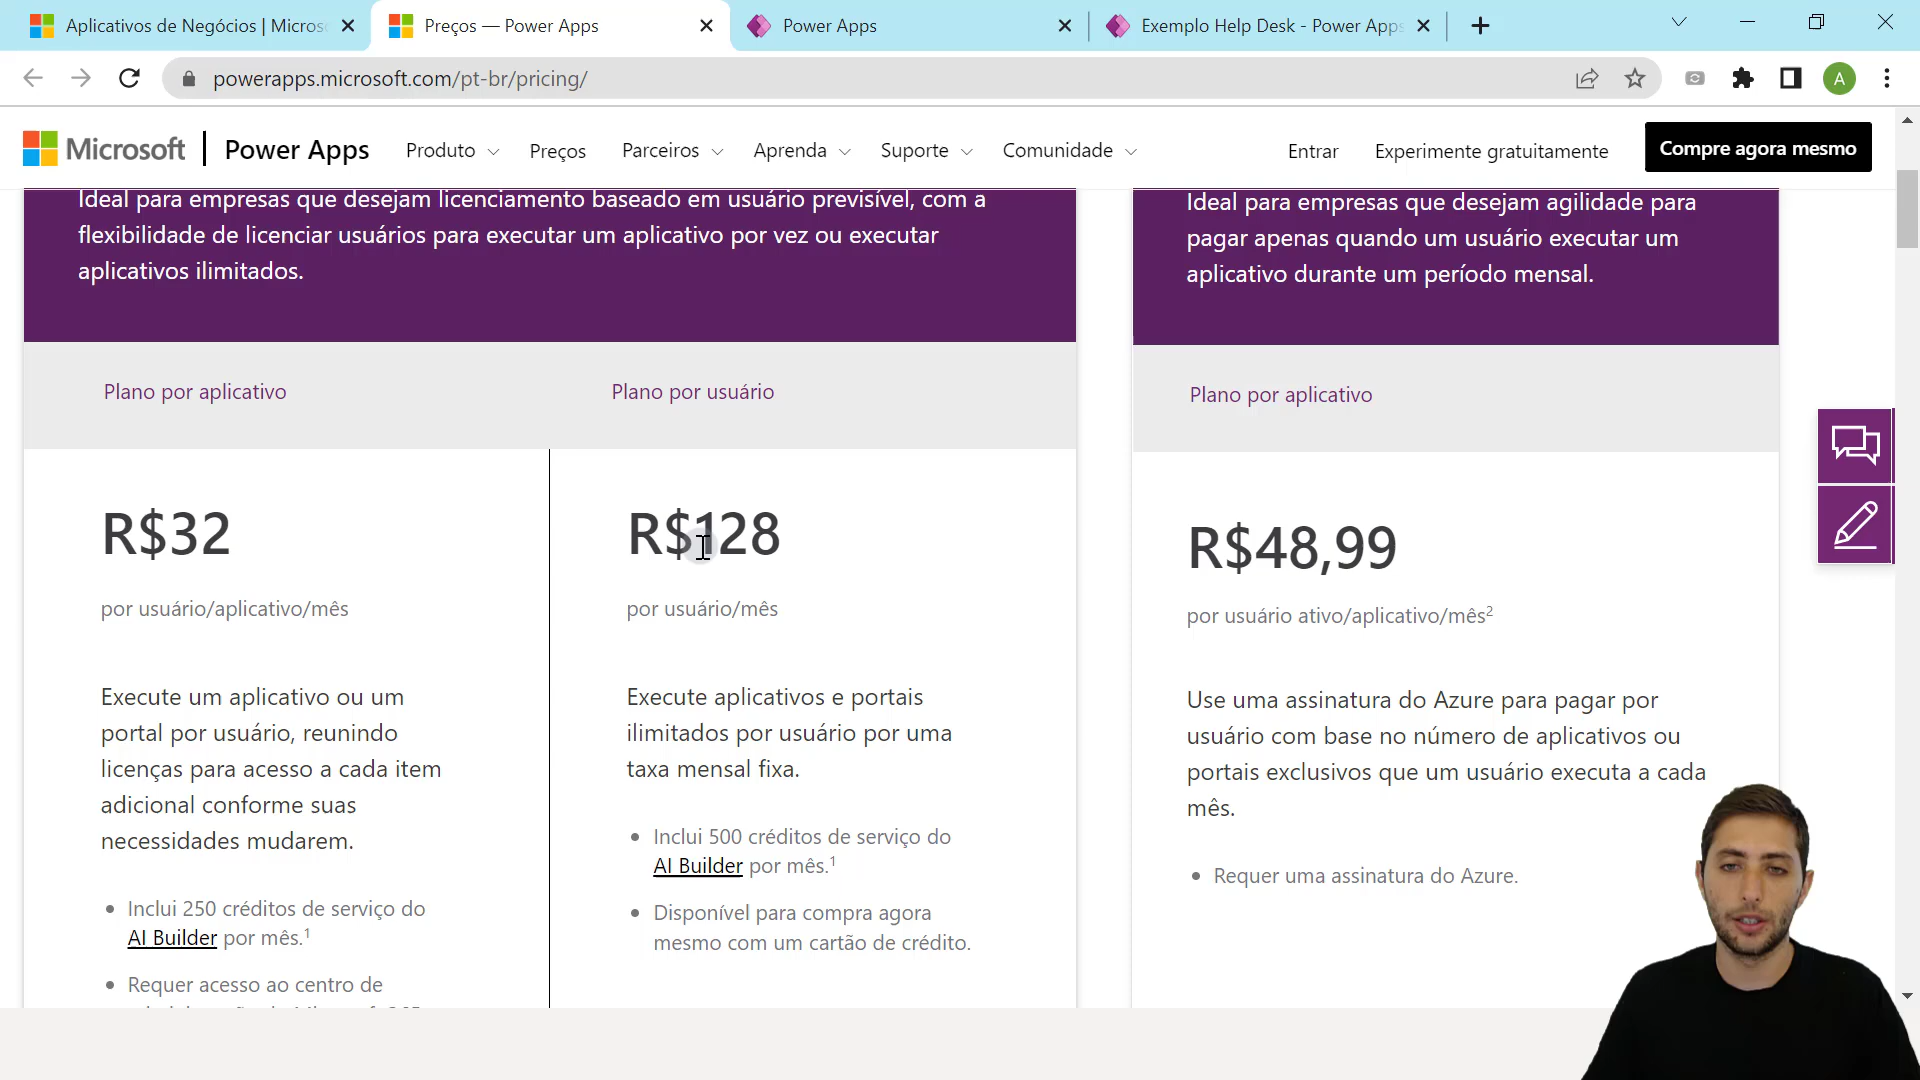 Aplicativos de Negócios | Micros
Preços — Power Apps
Power Apps
Exemplo Help Desk - Power Apps
powerapps.microsoft.com/pt-br/pricing/
A
Microsoft
Power Apps
Produto
Preços
Parceiros
Aprenda
Suporte
Comunidade
Entrar
Experimente gratuitamente
Compre agora mesmo
Ideal para empresas que desejam licenciamento baseado em usuário previsível, com a
flexibilidade de licenciar usuários para executar um aplicativo por vez ou executar
aplicativos ilimitados.
Plano por aplicativo
Plano por usuário
R$32
por usuário/aplicativo/mês
Execute um aplicativo ou um
portal por usuário, reunindo
licenças para acesso a cada item
adicional conforme suas
necessidades mudarem.
Inclui 250 créditos de serviço do
AI Builder por mês.¹
Requer acesso ao centro de
R$128
por usuário/mês
Execute aplicativos e portais
ilimitados por usuário por uma
taxa mensal fixa.
Inclui 500 créditos de serviço do
AI Builder por mês.¹
Disponível para compra agora
mesmo com um cartão de crédito.
Ideal para empresas que desejam agilidade para
pagar apenas quando um usuário executar um
aplicativo durante um período mensal.
Plano por aplicativo
R$48,99
por usuário ativo/aplicativo/mês²
Use uma assinatura do Azure para pagar por
usuário com base no número de aplicativos ou
portais exclusivos que um usuário executa a cada
mês.
Requer uma assinatura do Azure.